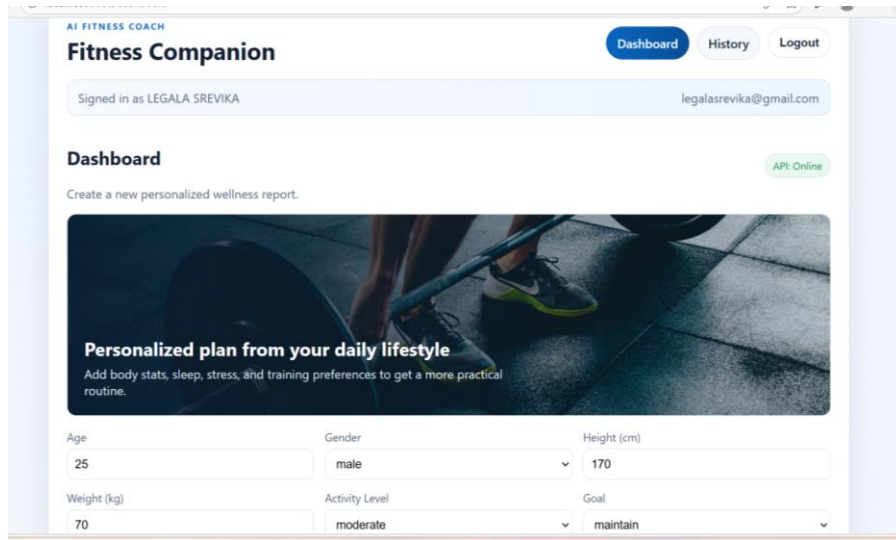 AI FITNESS COACH
Fitness Companion
Dashboard
History
Logout
Signed in as LEGALA SREVIKA
legalasrevika@gmail.com
Dashboard
API: Online
Create a new personalized wellness report.
Personalized plan from your daily lifestyle
Add body stats, sleep, stress, and training preferences to get a more practical
routine.
Age
Gender
Height (cm)
25
male
170
Weight (kg)
Activity Level
Goal
70
moderate
maintain